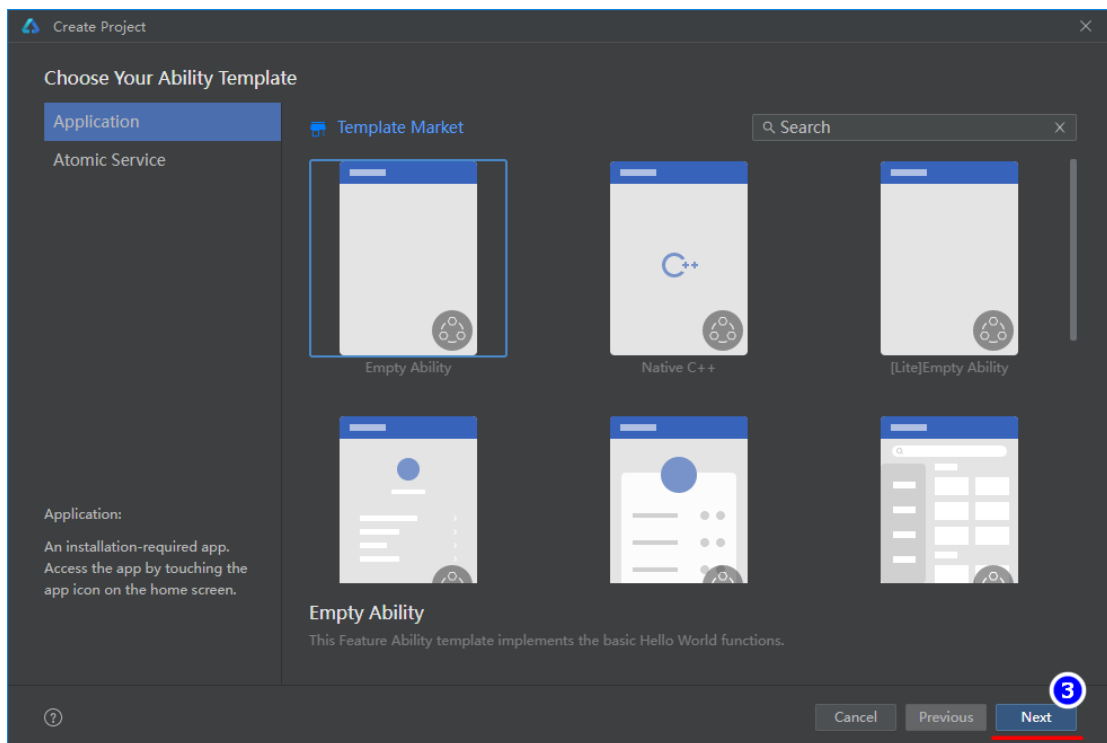 Create Project
Choose Your Ability Template
Application
Atomic Service
Template Market
Search
C++
Empty Ability
Native C++
[Lite]Empty Ability
Application:
An installation-required app.
Access the app by touching the
app icon on the home screen.
Empty Ability
This Feature Ability template implements the basic Hello World functions.
?
Cancel
Previous
Next
3